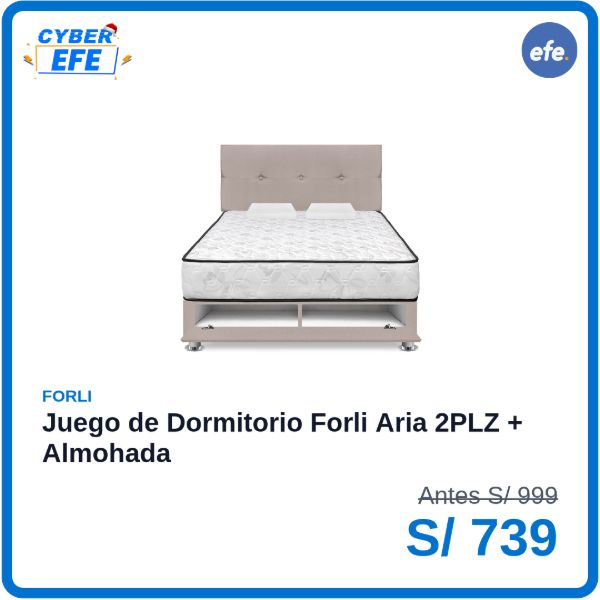 CYBER
EFE
efe.
FORLI
Juego de Dormitorio Forli Aria 2PLZ +
Almohada
Antes S/ 999
S/ 739